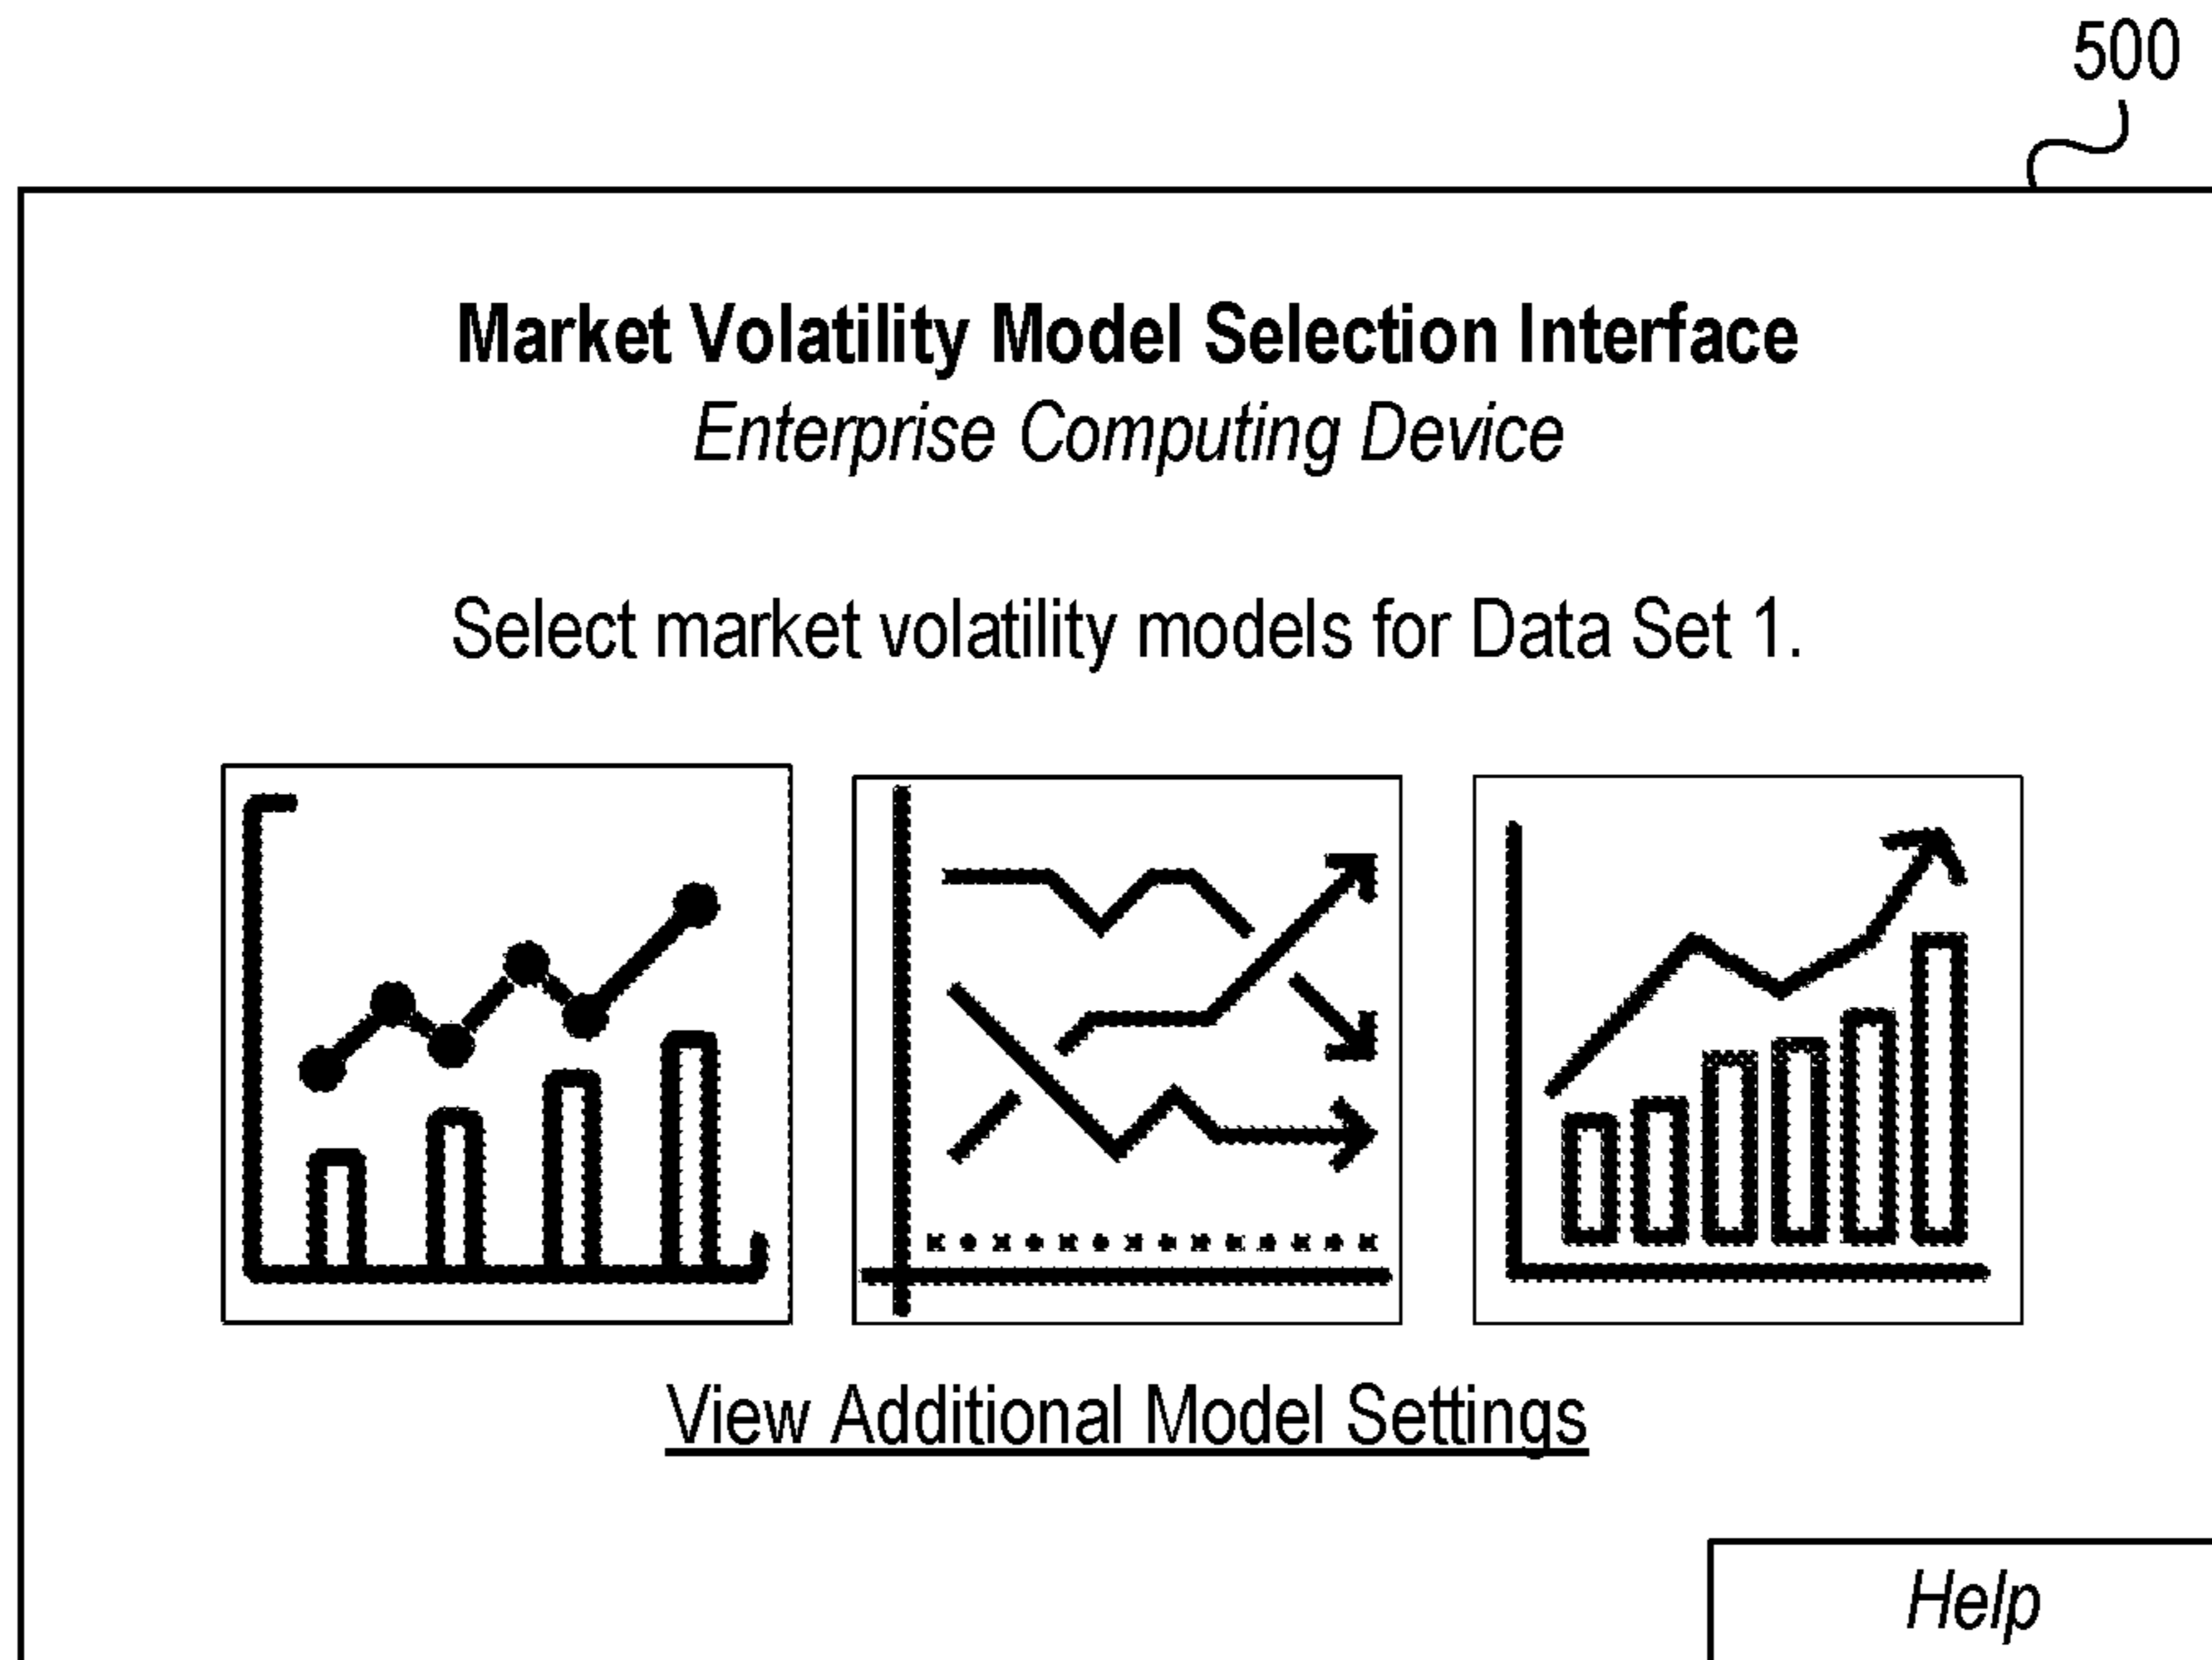 500
Market Volatility Model Selection Interface
Enterprise Computing Device
Select market volatility models for Data Set 1.
View Additional Model Settings
Help